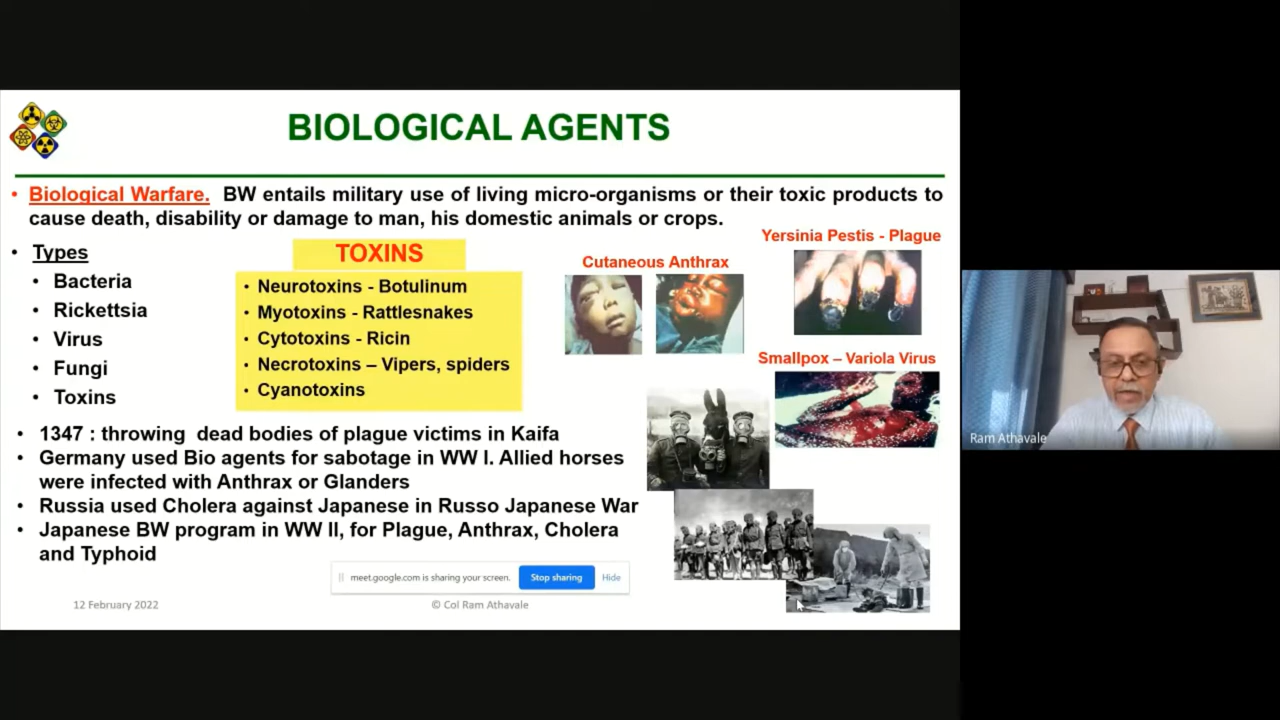 BIOLOGICAL AGENTS
• Biological Warfare. BW entails military use of living micro-organisms or their toxic products to
cause death, disability or damage to man, his domestic animals or crops.
• Types
• Bacteria
• Rickettsia
• Virus
• Fungi
• Toxins
TOXINS
• Neurotoxins - Botulinum
• Myotoxins - Rattlesnakes
• Cytotoxins - Ricin
• Necrotoxins – Vipers, spiders
• Cyanotoxins
Cutaneous Anthrax
Yersinia Pestis - Plague
Smallpox – Variola Virus
• 1347 : throwing dead bodies of plague victims in Kaifa
• Germany used Bio agents for sabotage in WW I. Allied horses
were infected with Anthrax or Glanders
• Russia used Cholera against Japanese in Russo Japanese War
• Japanese BW program in WW II, for Plague, Anthrax, Cholera
and Typhoid
meet.google.com is sharing your screen. Stop sharing Hide
12 February 2022 © Col Ram Athavale
Ram Athavale